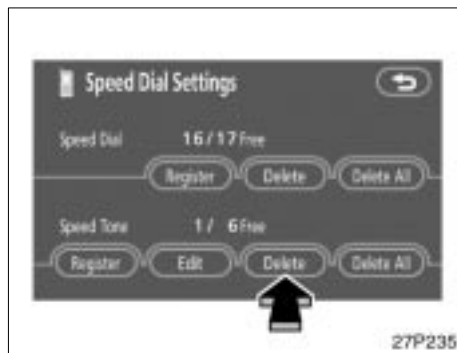 Speed Dial Settings
Speed Dial 16/17 Free
Register Delete Delete All
Speed Tone 1/ 6 Free
Register Edit Delete Delete All
27P235